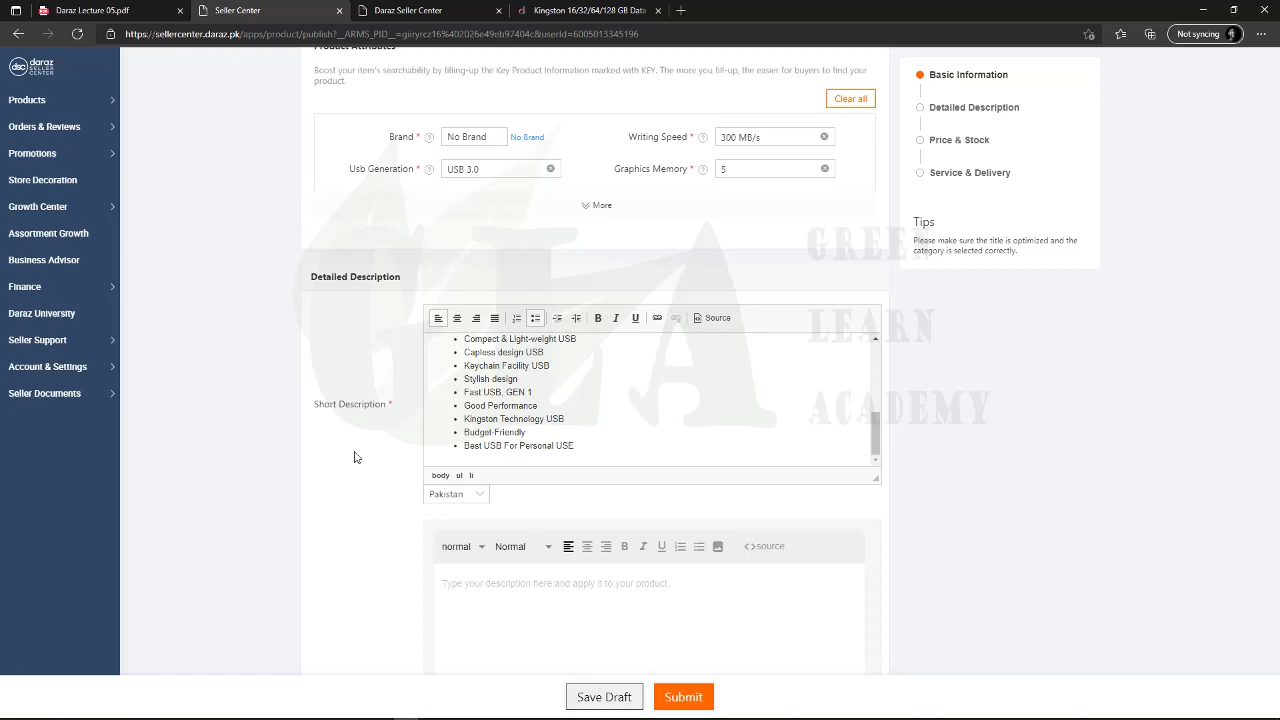 Daraz Lecture 05.pdf
Seller Center
Daraz Seller Center
Kingston 16/32/64/128 GB Data
https://sellercenter.daraz.pk/apps/product/publish?__ARMS_PID__=giryrcz16%402026e49eb97404c&userId=6005013345196
Not syncing
dsc daraz SELLER CENTER
Products
Orders & Reviews
Promotions
Store Decoration
Growth Center
Assortment Growth
Business Advisor
Finance
Daraz University
Seller Support
Account & Settings
Seller Documents
Product Attributes
Boost your item's searchability by filling-up the Key Product Information marked with KEY. The more you fill-up, the easier for buyers to find your
product.
Clear all
Brand * No Brand No Brand Writing Speed * 300 MB/s
Usb Generation * USB 3.0 Graphics Memory * 5
More
Detailed Description
B I U Source
Short Description *
Compact & Light-weight USB
Capless design USB
Keychain Facility USB
Stylish design
Fast USB, GEN 1
Good Performance
Kingston Technology USB
Budget-Friendly
Best USB For Personal USE
body ul li
Pakistan
normal Normal B I U <>source
Type your description here and apply it to your product.
Save Draft Submit
Basic Information
Detailed Description
Price & Stock
Service & Delivery
Tips
Please make sure the title is optimized and the
category is selected correctly.
GLA
GREEN
LEARN
ACADEMY